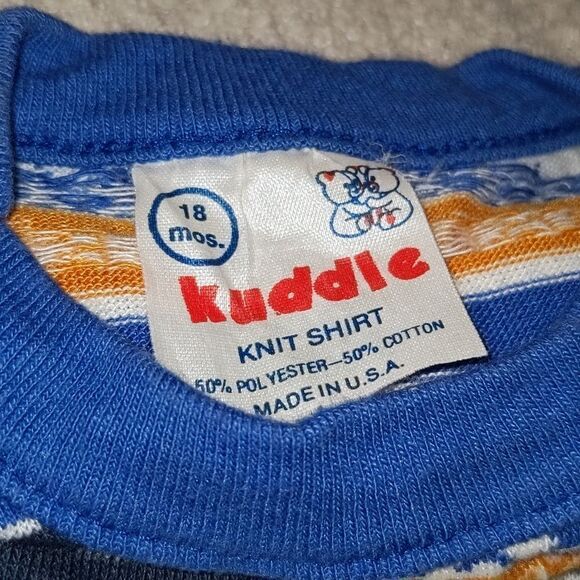 18
mos.
kuddle
KNIT SHIRT
50% POLYESTER—50% COTTON
MADE IN U.S.A.